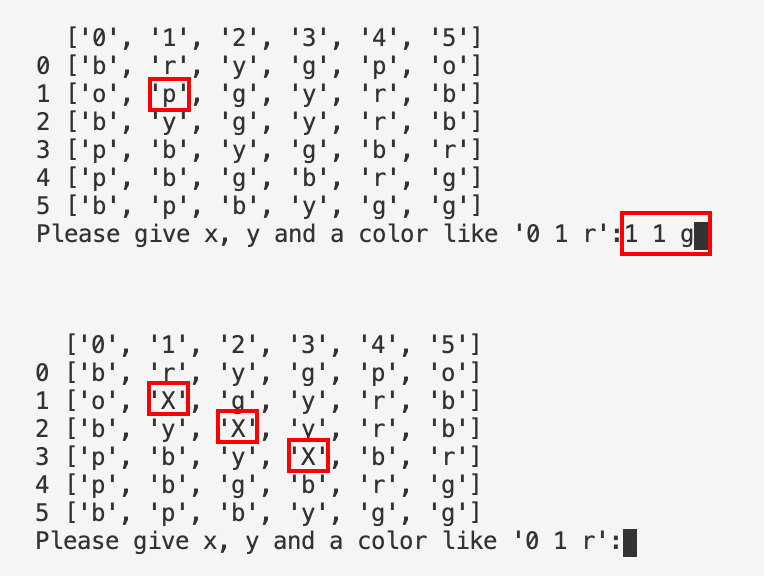 ['0', '1', '2', '3', '4', '5']
0 ['b', 'r', 'y', 'g', 'p', 'o']
1 ['o', 'p', 'g', 'y', 'r', 'b']
2 ['b', 'y', 'g', 'y', 'r', 'b']
3 ['p', 'b', 'y', 'g', 'b', 'r']
4 ['p', 'b', 'g', 'b', 'r', 'g']
5 ['b', 'p', 'b', 'y', 'g', 'g']
Please give x, y and a color like '0 1 r':1 1 g
['0', '1', '2', '3', '4', '5']
0 ['b', 'r', 'y', 'g', 'p', 'o']
1 ['o', 'X', 'g', 'y', 'r', 'b']
2 ['b', 'y', 'X', 'y', 'r', 'b']
3 ['p', 'b', 'y', 'X', 'b', 'r']
4 ['p', 'b', 'g', 'b', 'r', 'g']
5 ['b', 'p', 'b', 'y', 'g', 'g']
Please give x, y and a color like '0 1 r':